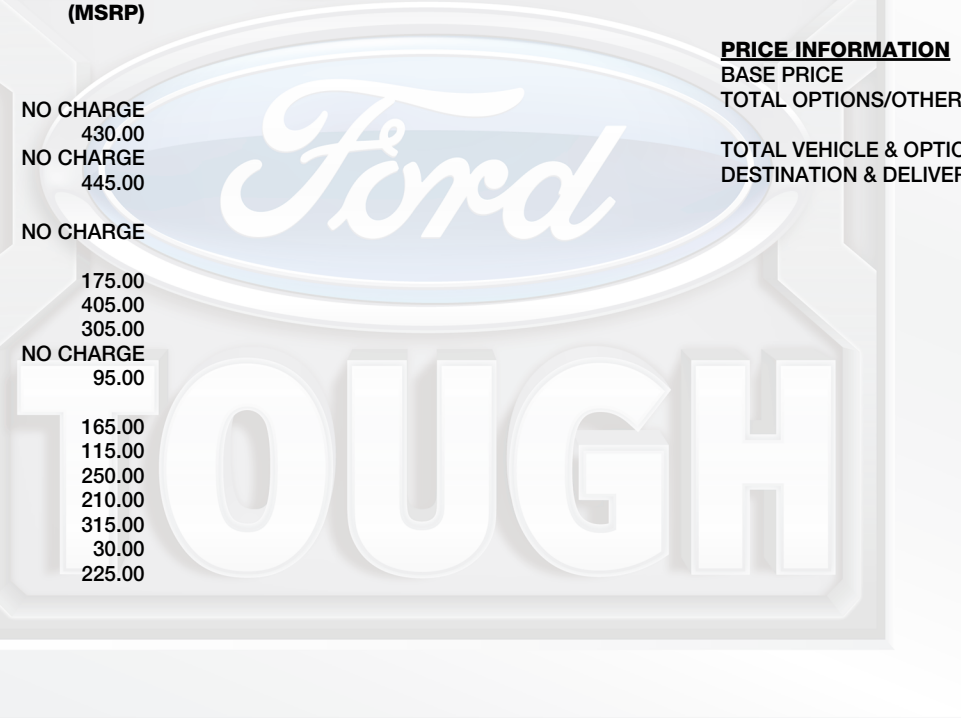 (MSRP)
NO CHARGE
430.00
NO CHARGE
445.00
NO CHARGE
175.00
405.00
305.00
NO CHARGE
95.00
165.00
115.00
250.00
210.00
315.00
30.00
225.00
PRICE INFORMATION
BASE PRICE
TOTAL OPTIONS/OTHER
TOTAL VEHICLE & OPTIO
DESTINATION & DELIVER
Ford
TOUGH